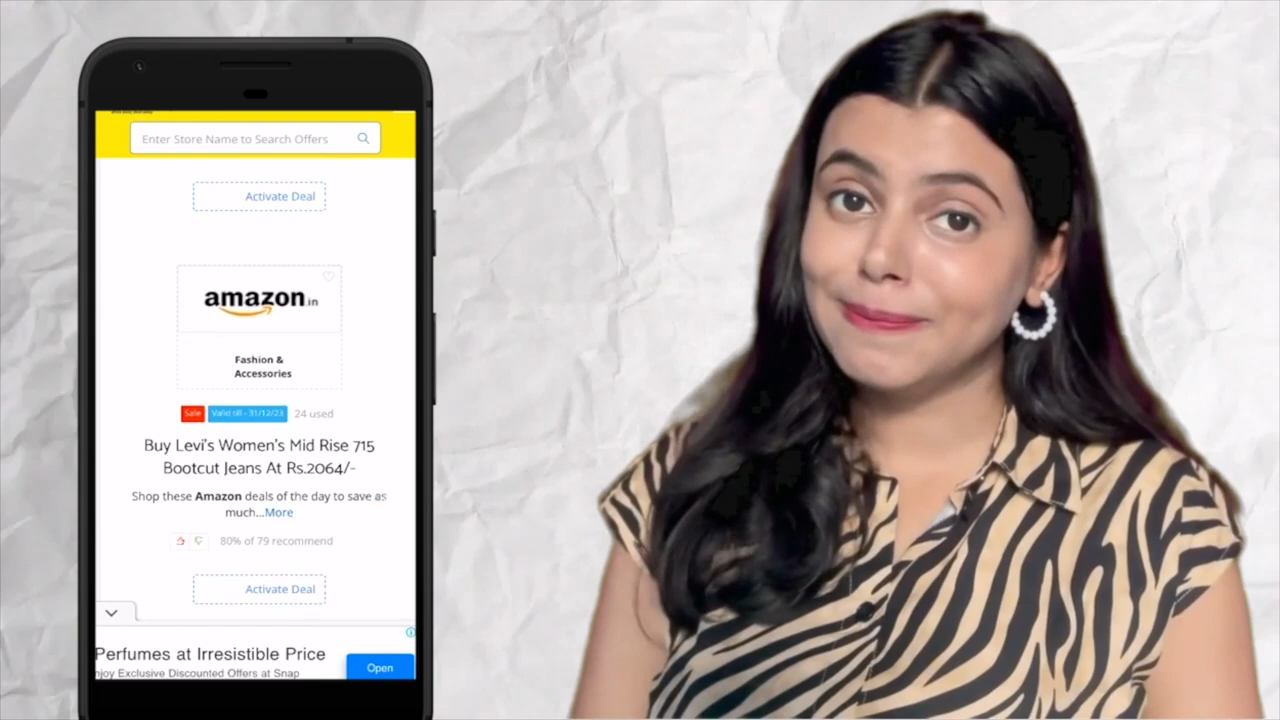 Enter Store Name to Search Offers
Activate Deal
amazon.in
Fashion &
Accessories
Sale Valid till - 31/12/23 24 used
Buy Levi's Women's Mid Rise 715
Bootcut Jeans At Rs.2064/-
Shop these Amazon deals of the day to save as
much...More
80% of 79 recommend
Activate Deal
Perfumes at Irresistible Price
njoy Exclusive Discounted Offers at Snap
Open